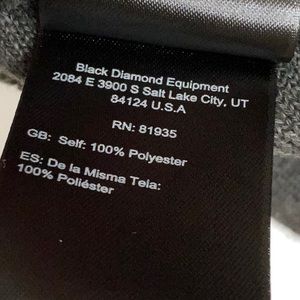 Black Diamond Equipment
2084 E 3900 S Salt Lake City, UT
84124 U.S.A
RN: 81935
GB: Self: 100% Polyester
ES: De la Misma Tela:
100% Poliéster